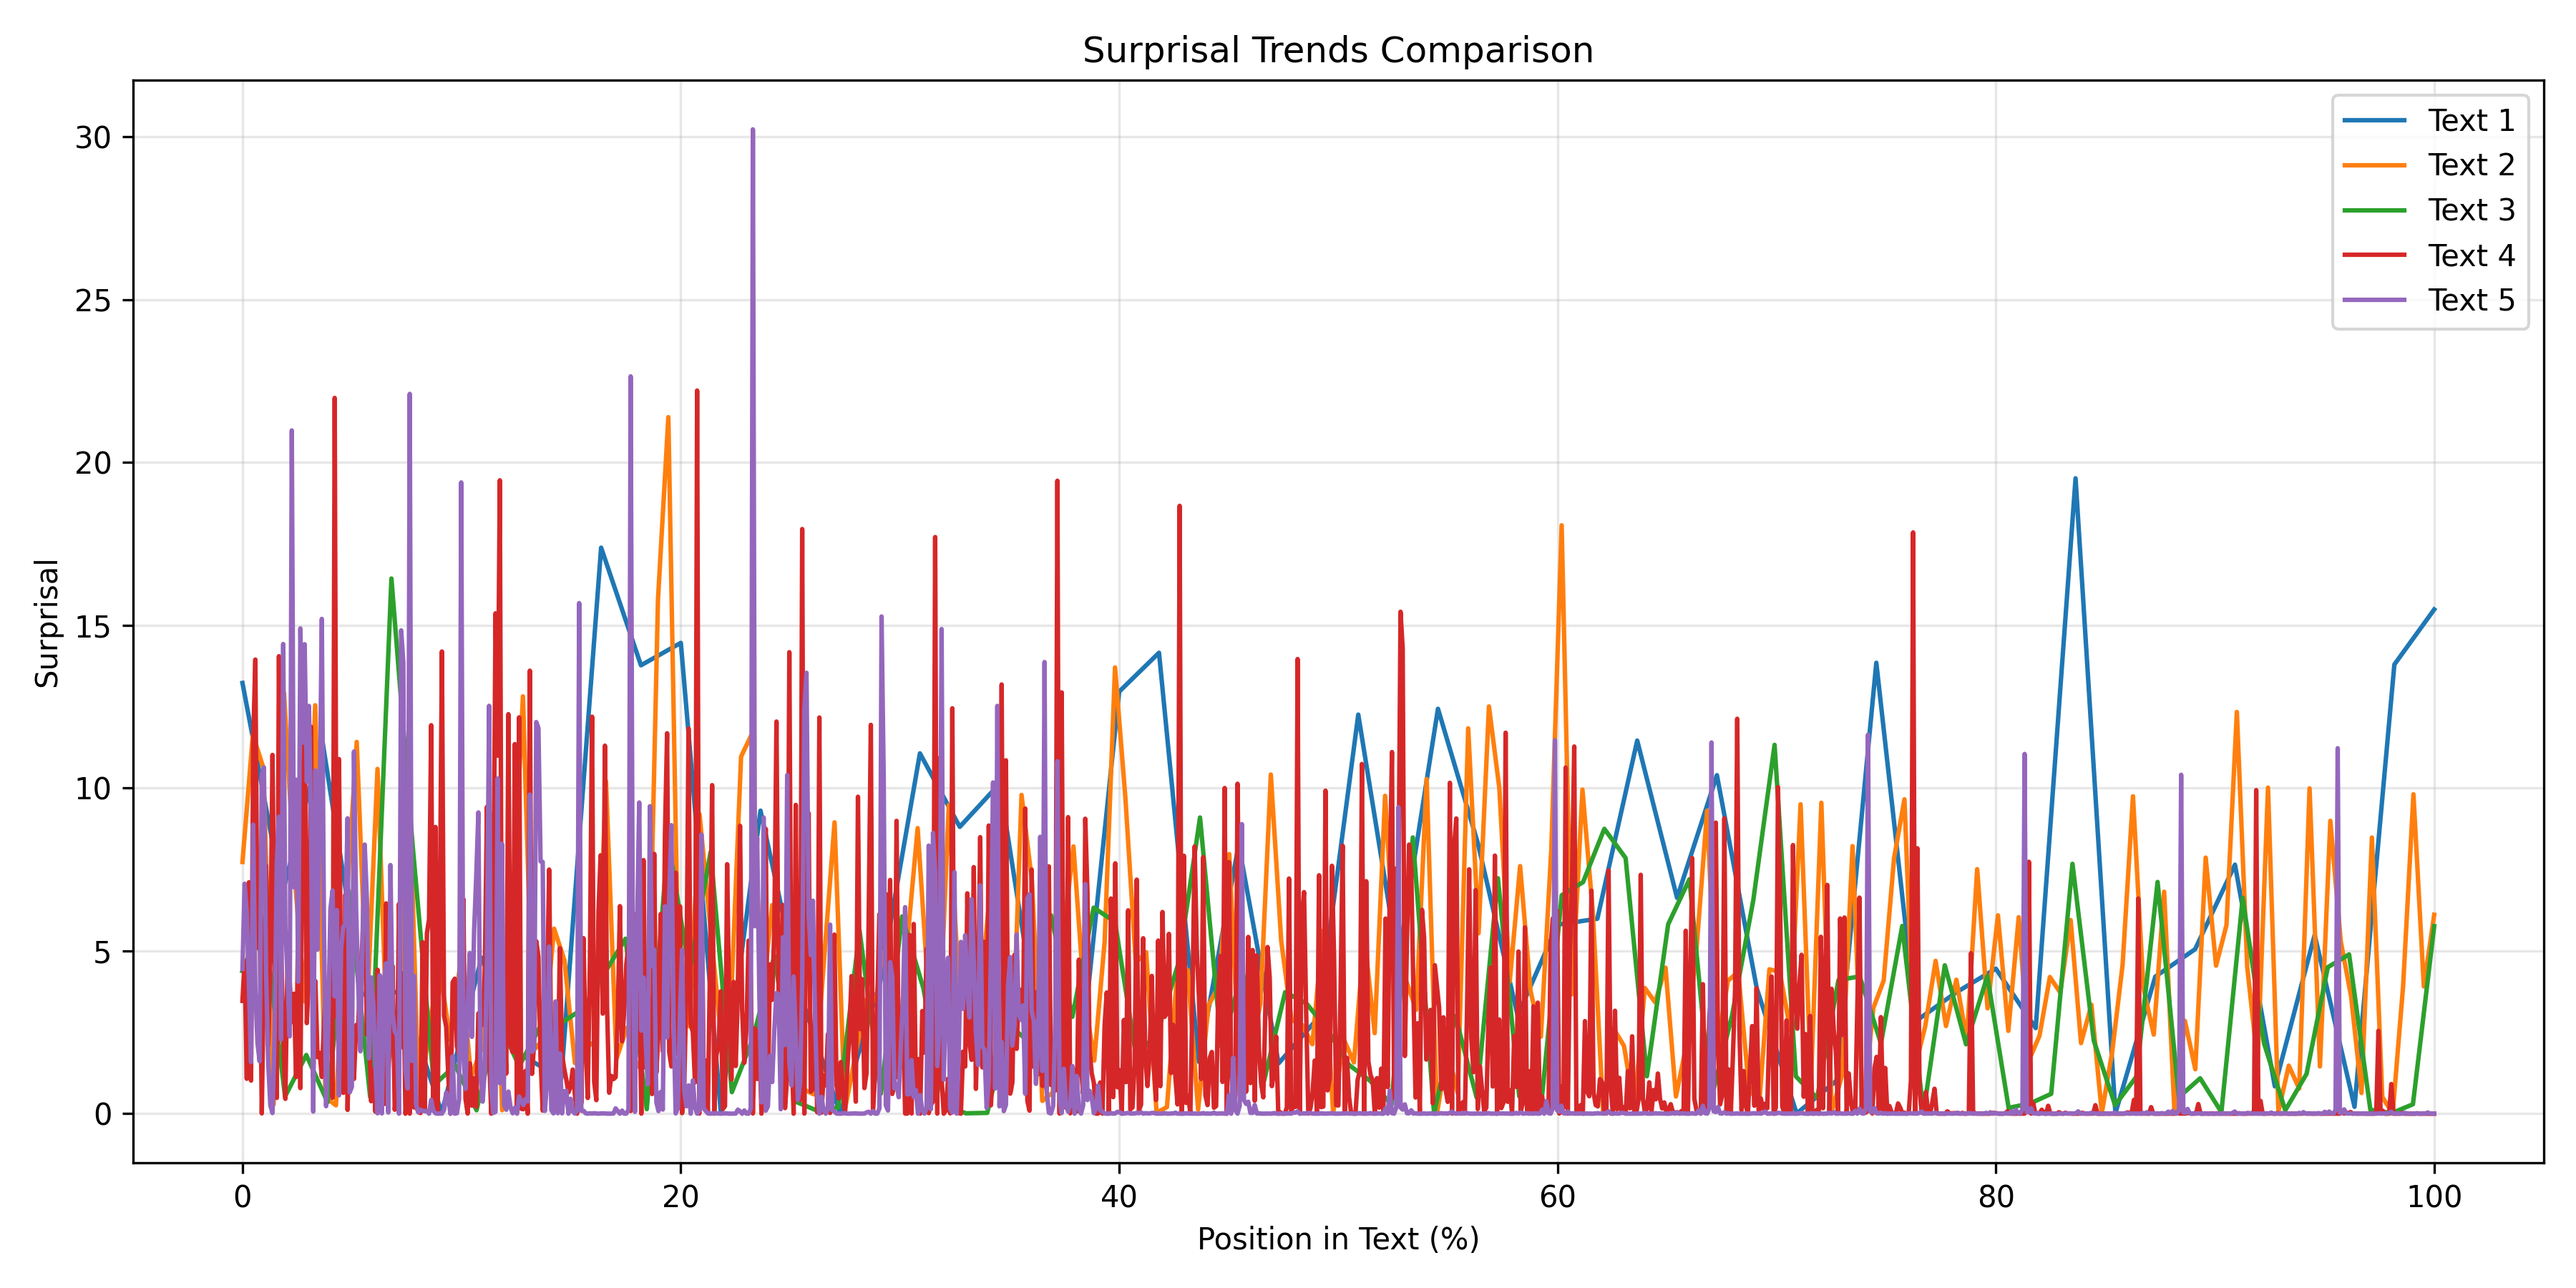 Surprisal Trends Comparison
Text 1
Text 2
Text 3
Text 4
Text 5
30
25
20
15
10
5
0
Surprisal
0 20 40 60 80 100
Position in Text (%)